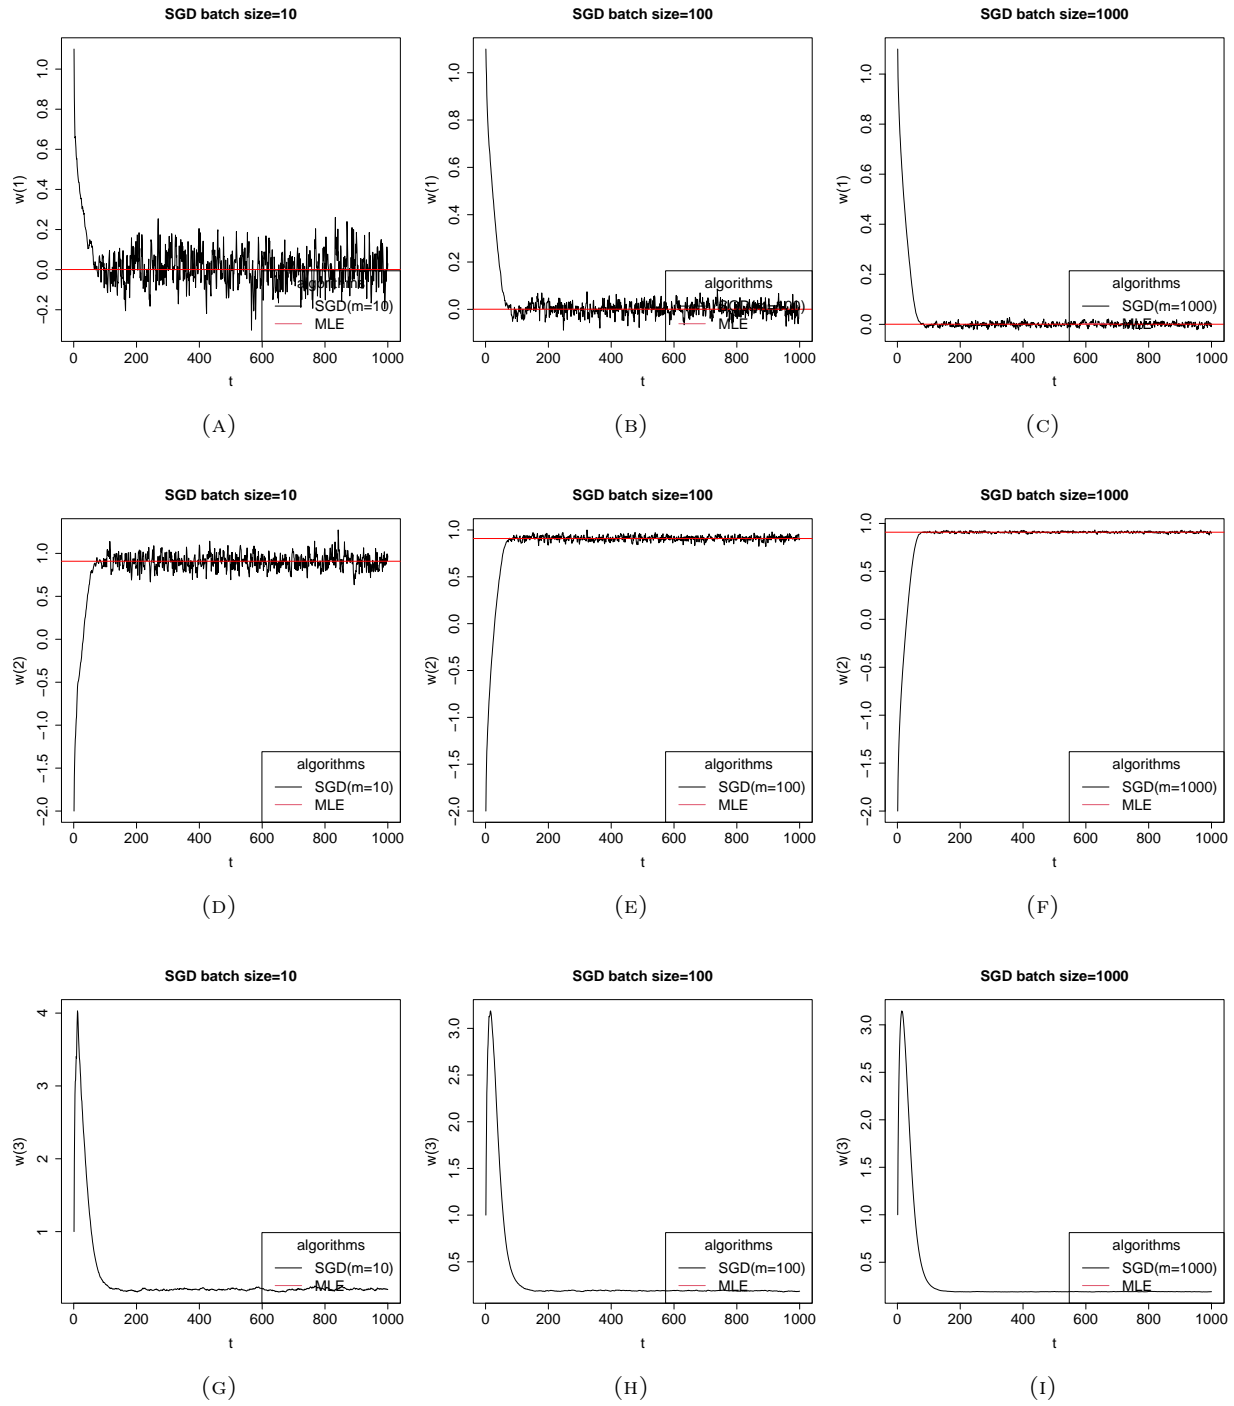 SGD batch size=10
w(1)
1.0
0.8
0.6
0.4
0.2
0.0
−0.2
algorithms
SGD(m=10)
MLE
0 200 400 600 800 1000
t
(A)
SGD batch size=100
w(1)
1.0
0.8
0.6
0.4
0.2
0.0
algorithms
SGD(m=100)
MLE
0 200 400 600 800 1000
t
(B)
SGD batch size=1000
w(1)
1.0
0.8
0.6
0.4
0.2
0.0
algorithms
SGD(m=1000)
MLE
0 200 400 600 800 1000
t
(C)
SGD batch size=10
w(2)
1.0
0.5
0.0
−0.5
−1.0
−1.5
−2.0
algorithms
SGD(m=10)
MLE
0 200 400 600 800 1000
t
(D)
SGD batch size=100
w(2)
1.0
0.5
0.0
−0.5
−1.0
−1.5
−2.0
algorithms
SGD(m=100)
MLE
0 200 400 600 800 1000
t
(E)
SGD batch size=1000
w(2)
1.0
0.5
0.0
−0.5
−1.0
−1.5
−2.0
algorithms
SGD(m=1000)
MLE
0 200 400 600 800 1000
t
(F)
SGD batch size=10
w(3)
4
3
2
1
algorithms
SGD(m=10)
MLE
0 200 400 600 800 1000
t
(G)
SGD batch size=100
w(3)
3.0
2.5
2.0
1.5
1.0
0.5
algorithms
SGD(m=100)
MLE
0 200 400 600 800 1000
t
(H)
SGD batch size=1000
w(3)
3.0
2.5
2.0
1.5
1.0
0.5
algorithms
SGD(m=1000)
MLE
0 200 400 600 800 1000
t
(I)